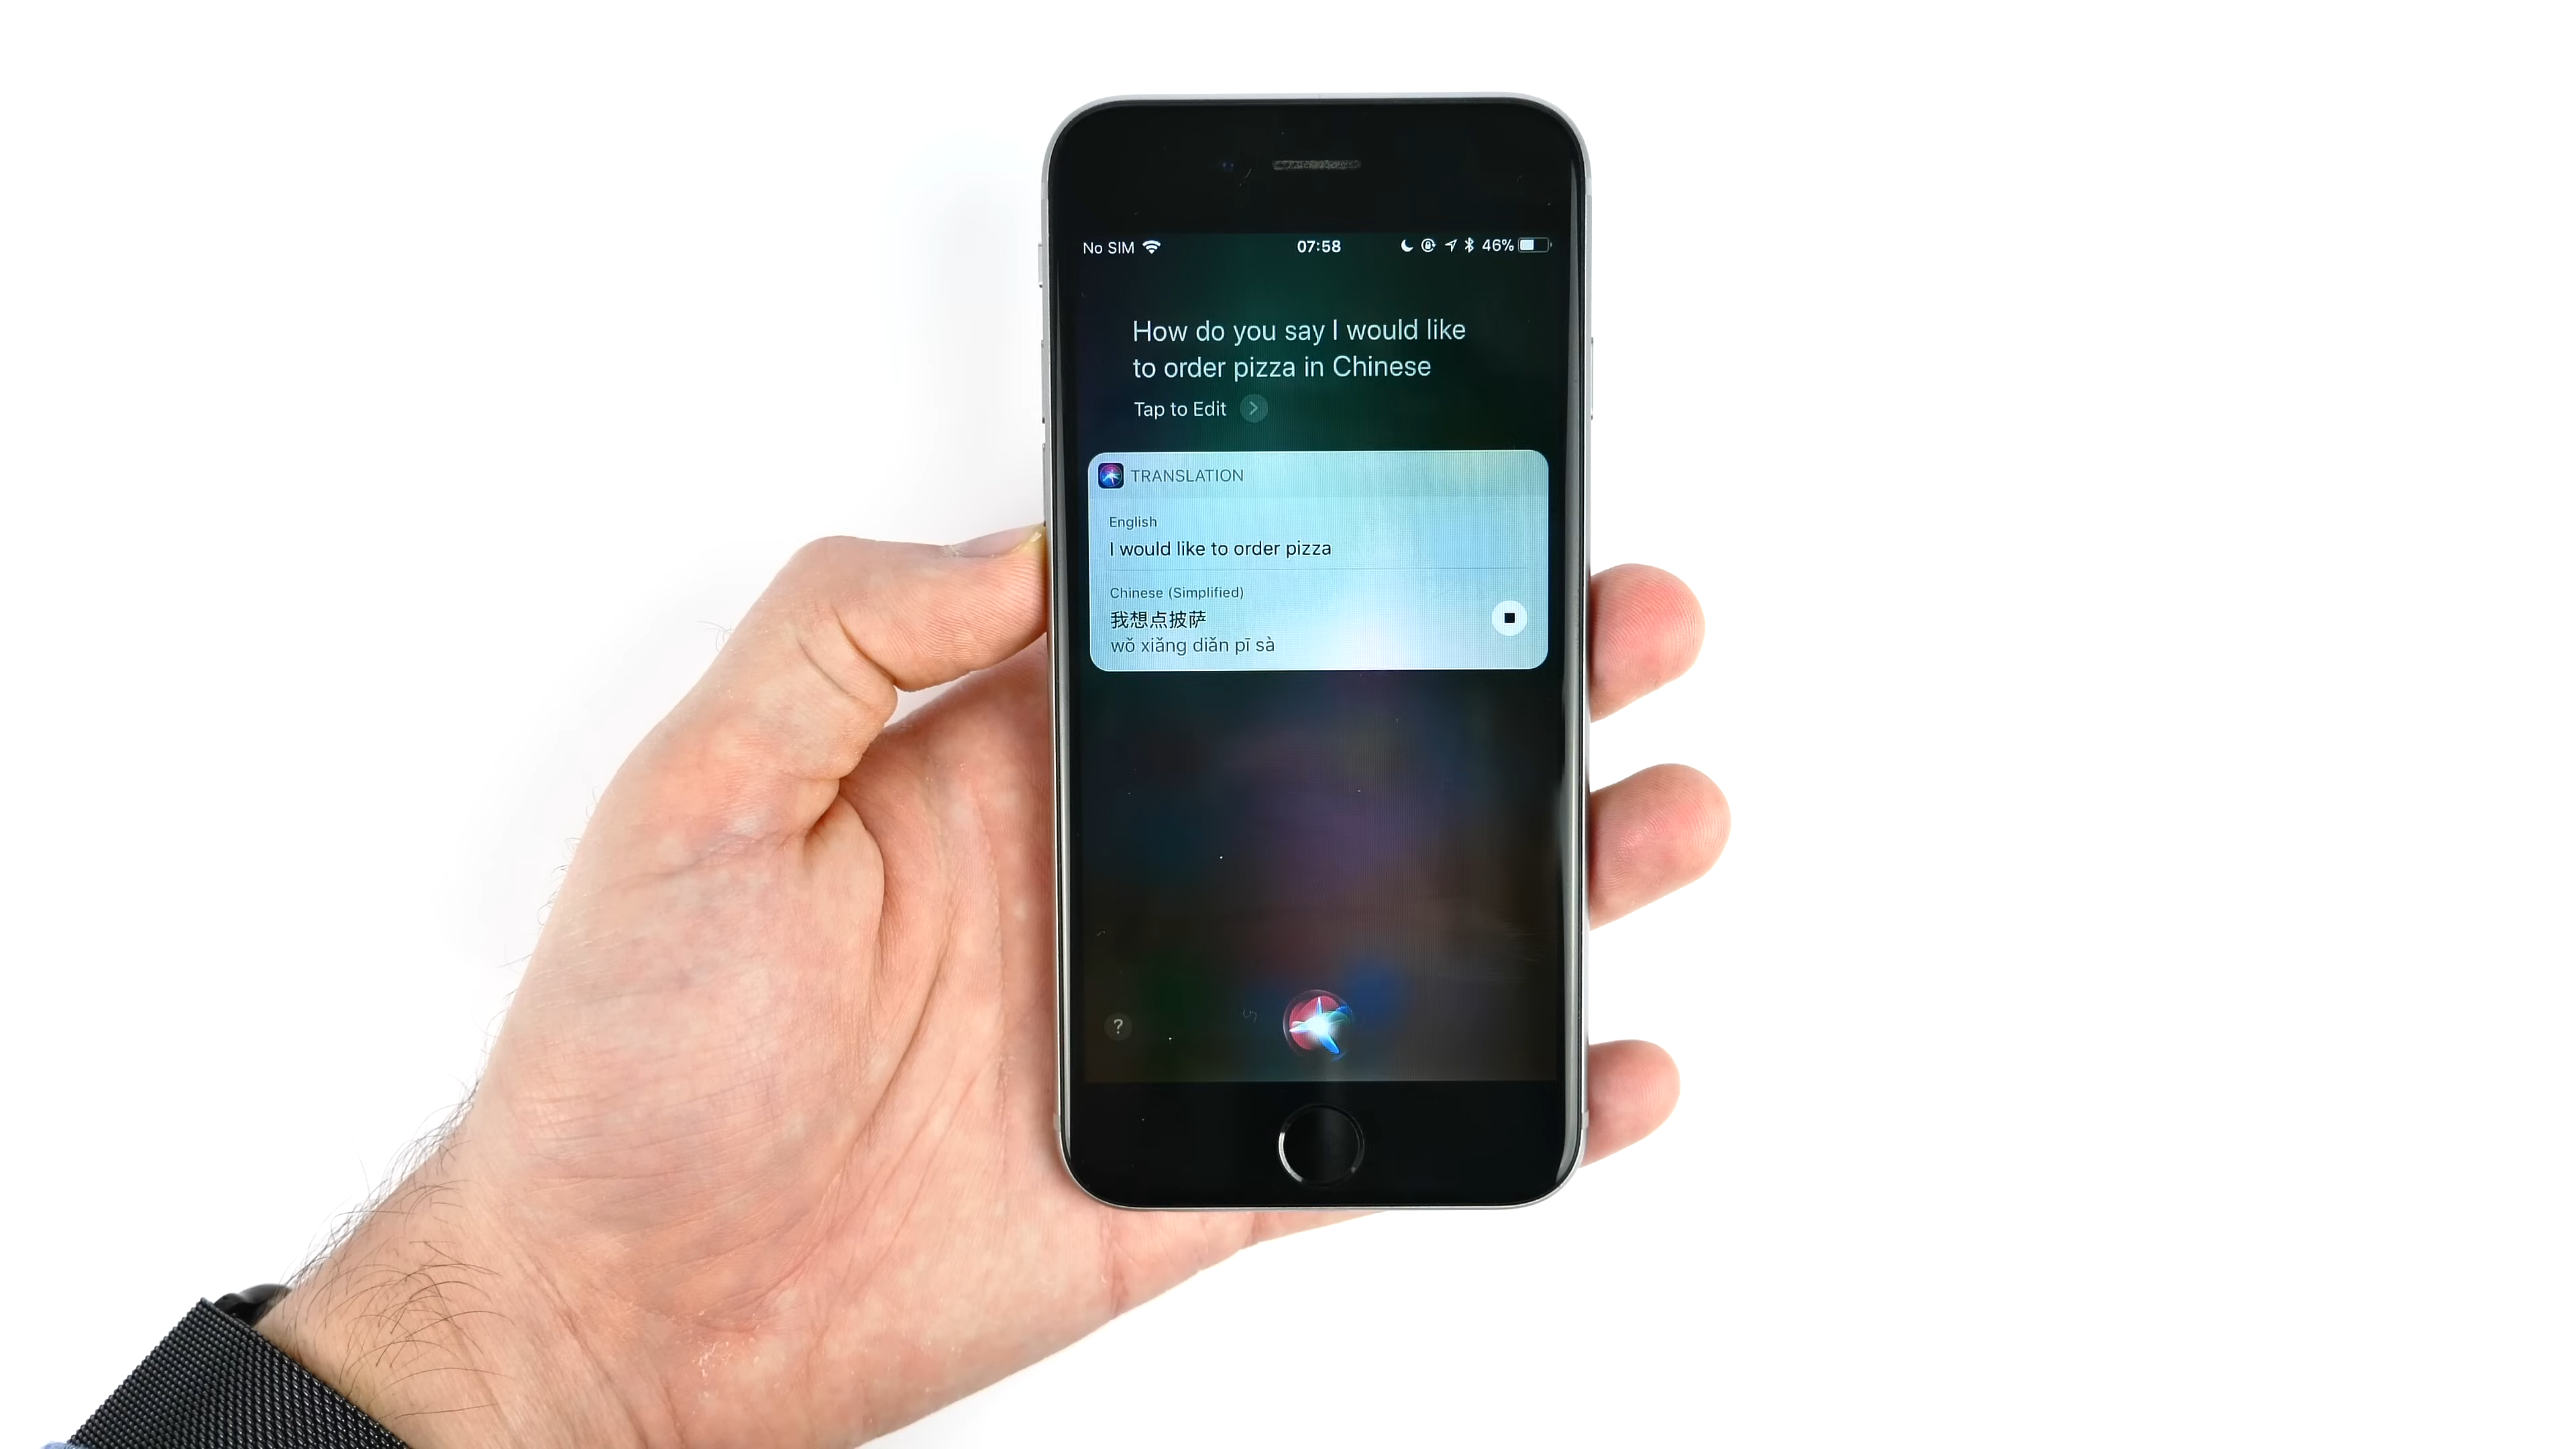 No SIM 07:58 46%
How do you say I would like
to order pizza in Chinese
Tap to Edit
TRANSLATION
English
I would like to order pizza
Chinese (Simplified)
我想点披萨
wǒ xiǎng diǎn pī sà
?